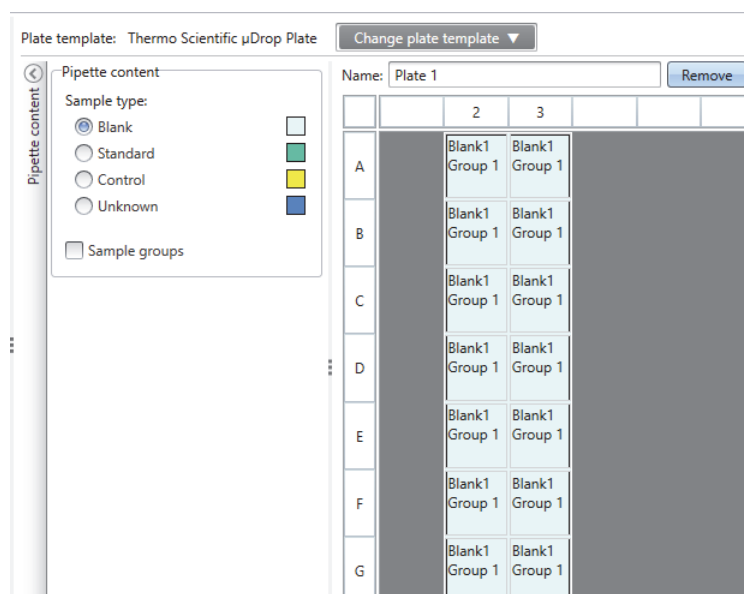 Plate template: Thermo Scientific µDrop Plate Change plate template ▼
Pipette content
Pipette content
Name: Plate 1 Remove
Sample type:
Blank
Standard
Control
Unknown
Sample groups
2 3
A
Blank1 Blank1
Group 1 Group 1
B
Blank1 Blank1
Group 1 Group 1
C
Blank1 Blank1
Group 1 Group 1
D
Blank1 Blank1
Group 1 Group 1
E
Blank1 Blank1
Group 1 Group 1
F
Blank1 Blank1
Group 1 Group 1
G
Blank1 Blank1
Group 1 Group 1